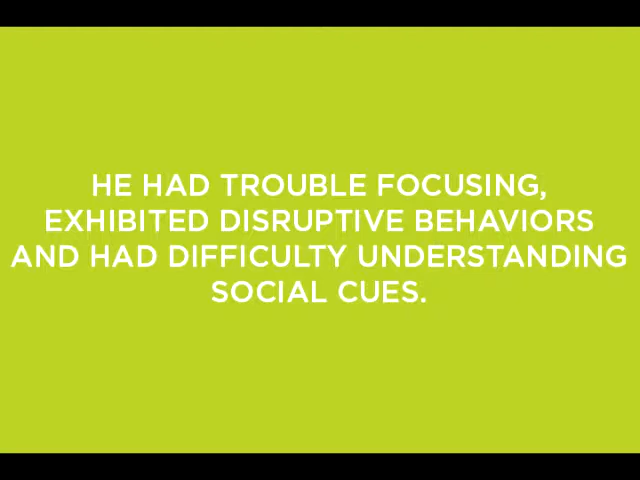 HE HAD TROUBLE FOCUSING,
EXHIBITED DISRUPTIVE BEHAVIORS
AND HAD DIFFICULTY UNDERSTANDING
SOCIAL CUES.